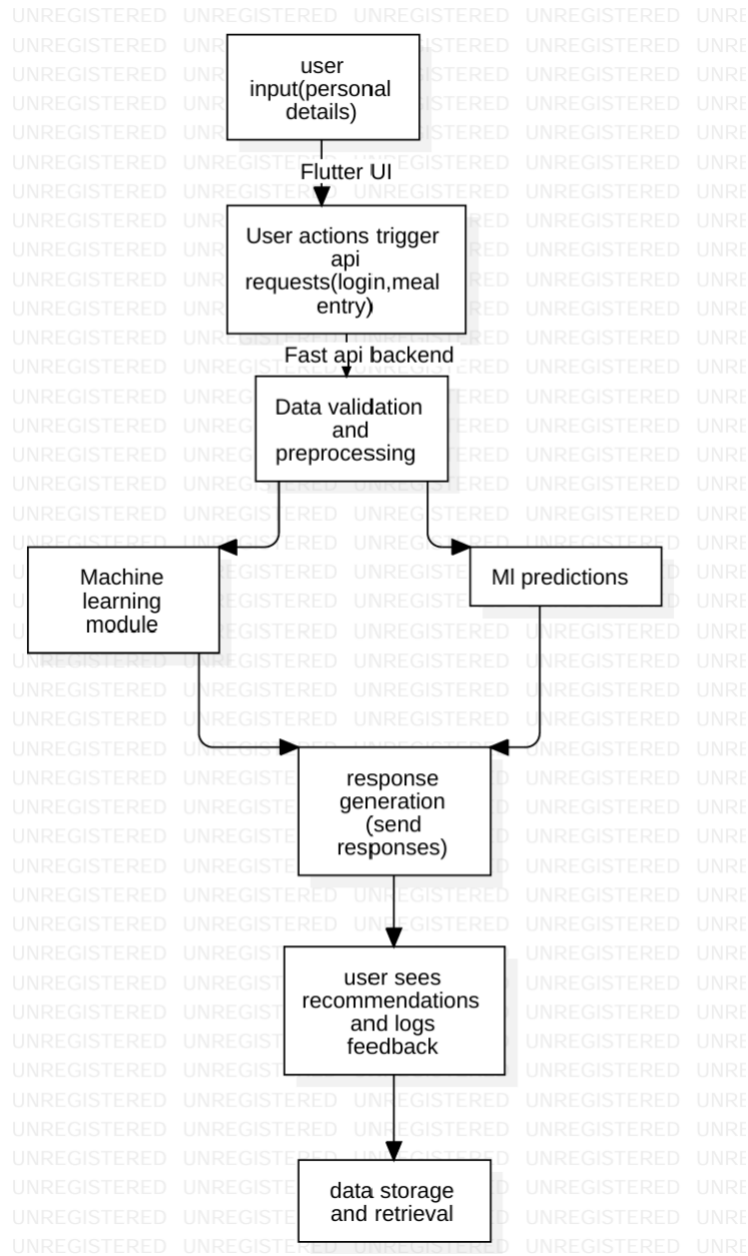 user
input(personal
details)
Flutter UI
User actions trigger
api
requests(login,meal
entry)
Fast api backend
Data validation
and
preprocessing
Machine
learning
module
Ml predictions
response
generation
(send
responses)
user sees
recommendations
and logs
feedback
data storage
and retrieval
UNREGISTERED